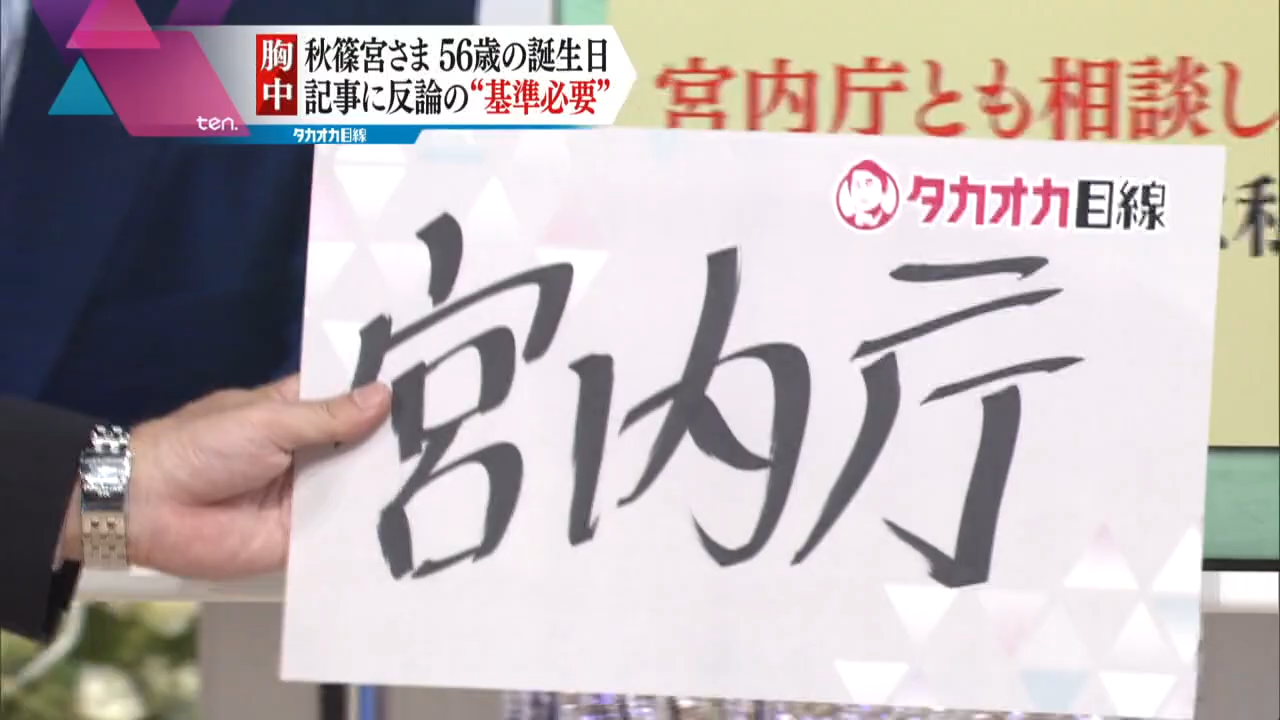 胸中
秋篠宮さま 56歳の誕生日
記事に反論の“基準必要”
ten.
タカオカ目線
宮内庁とも相談し
タカオカ目線
宮内庁